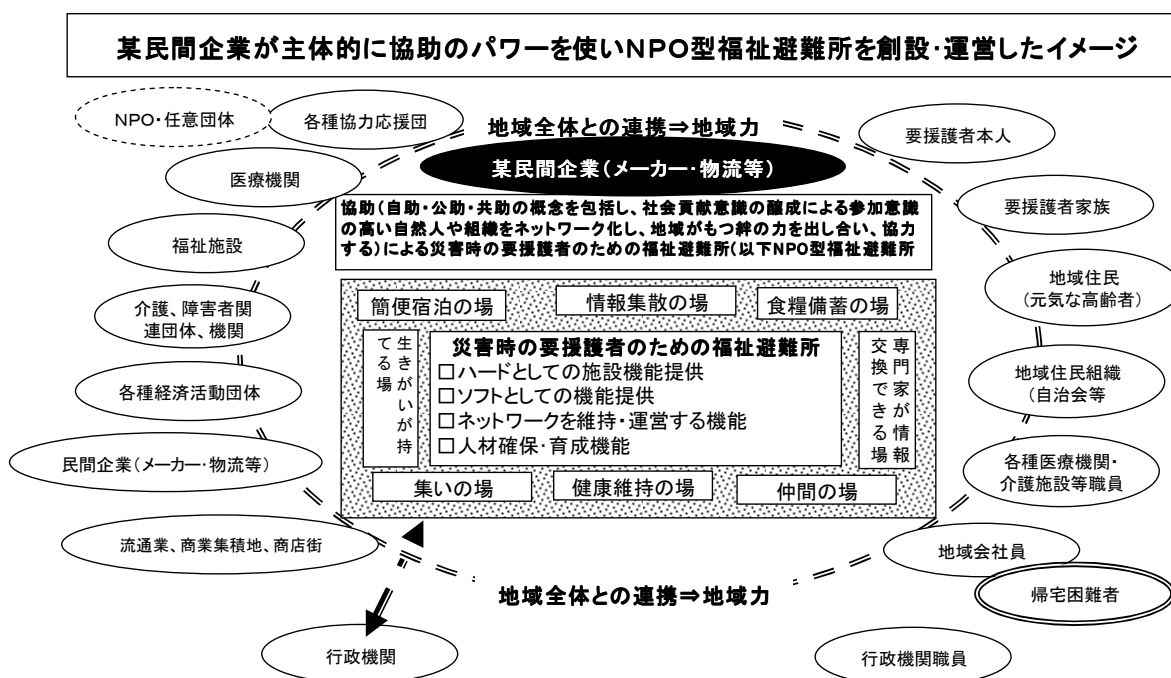 某民間企業が主体的に協助のパワーを使いNPO型福祉避難所を創設・運営したイメージ
NPO・任意団体
各種協力応援団
地域全体との連携⇒地域力
要援護者本人
某民間企業(メーカー・物流等)
医療機関
協助(自助・公助・共助の概念を包括し、社会貢献意識の醸成による参加意識
の高い自然人や組織をネットワーク化し、地域がもつ絆の力を出し合い、協力
する)による災害時の要援護者のための福祉避難所(以下NPO型福祉避難所
要援護者家族
福祉施設
地域住民
(元気な高齢者)
介護、障害者関
連団体、機関
簡便宿泊の場
情報集散の場
食糧備蓄の場
生きがいが持
てる場
災害時の要援護者のための福祉避難所
□ハードとしての施設機能提供
□ソフトとしての機能提供
□ネットワークを維持・運営する機能
□人材確保・育成機能
専門家が情報
交換できる場
各種経済活動団体
地域住民組織
(自治会等
民間企業(メーカー・物流等)
各種医療機関・
介護施設等職員
集いの場
健康維持の場
仲間の場
流通業、商業集積地、商店街
地域会社員
地域全体との連携⇒地域力
帰宅困難者
行政機関
行政機関職員